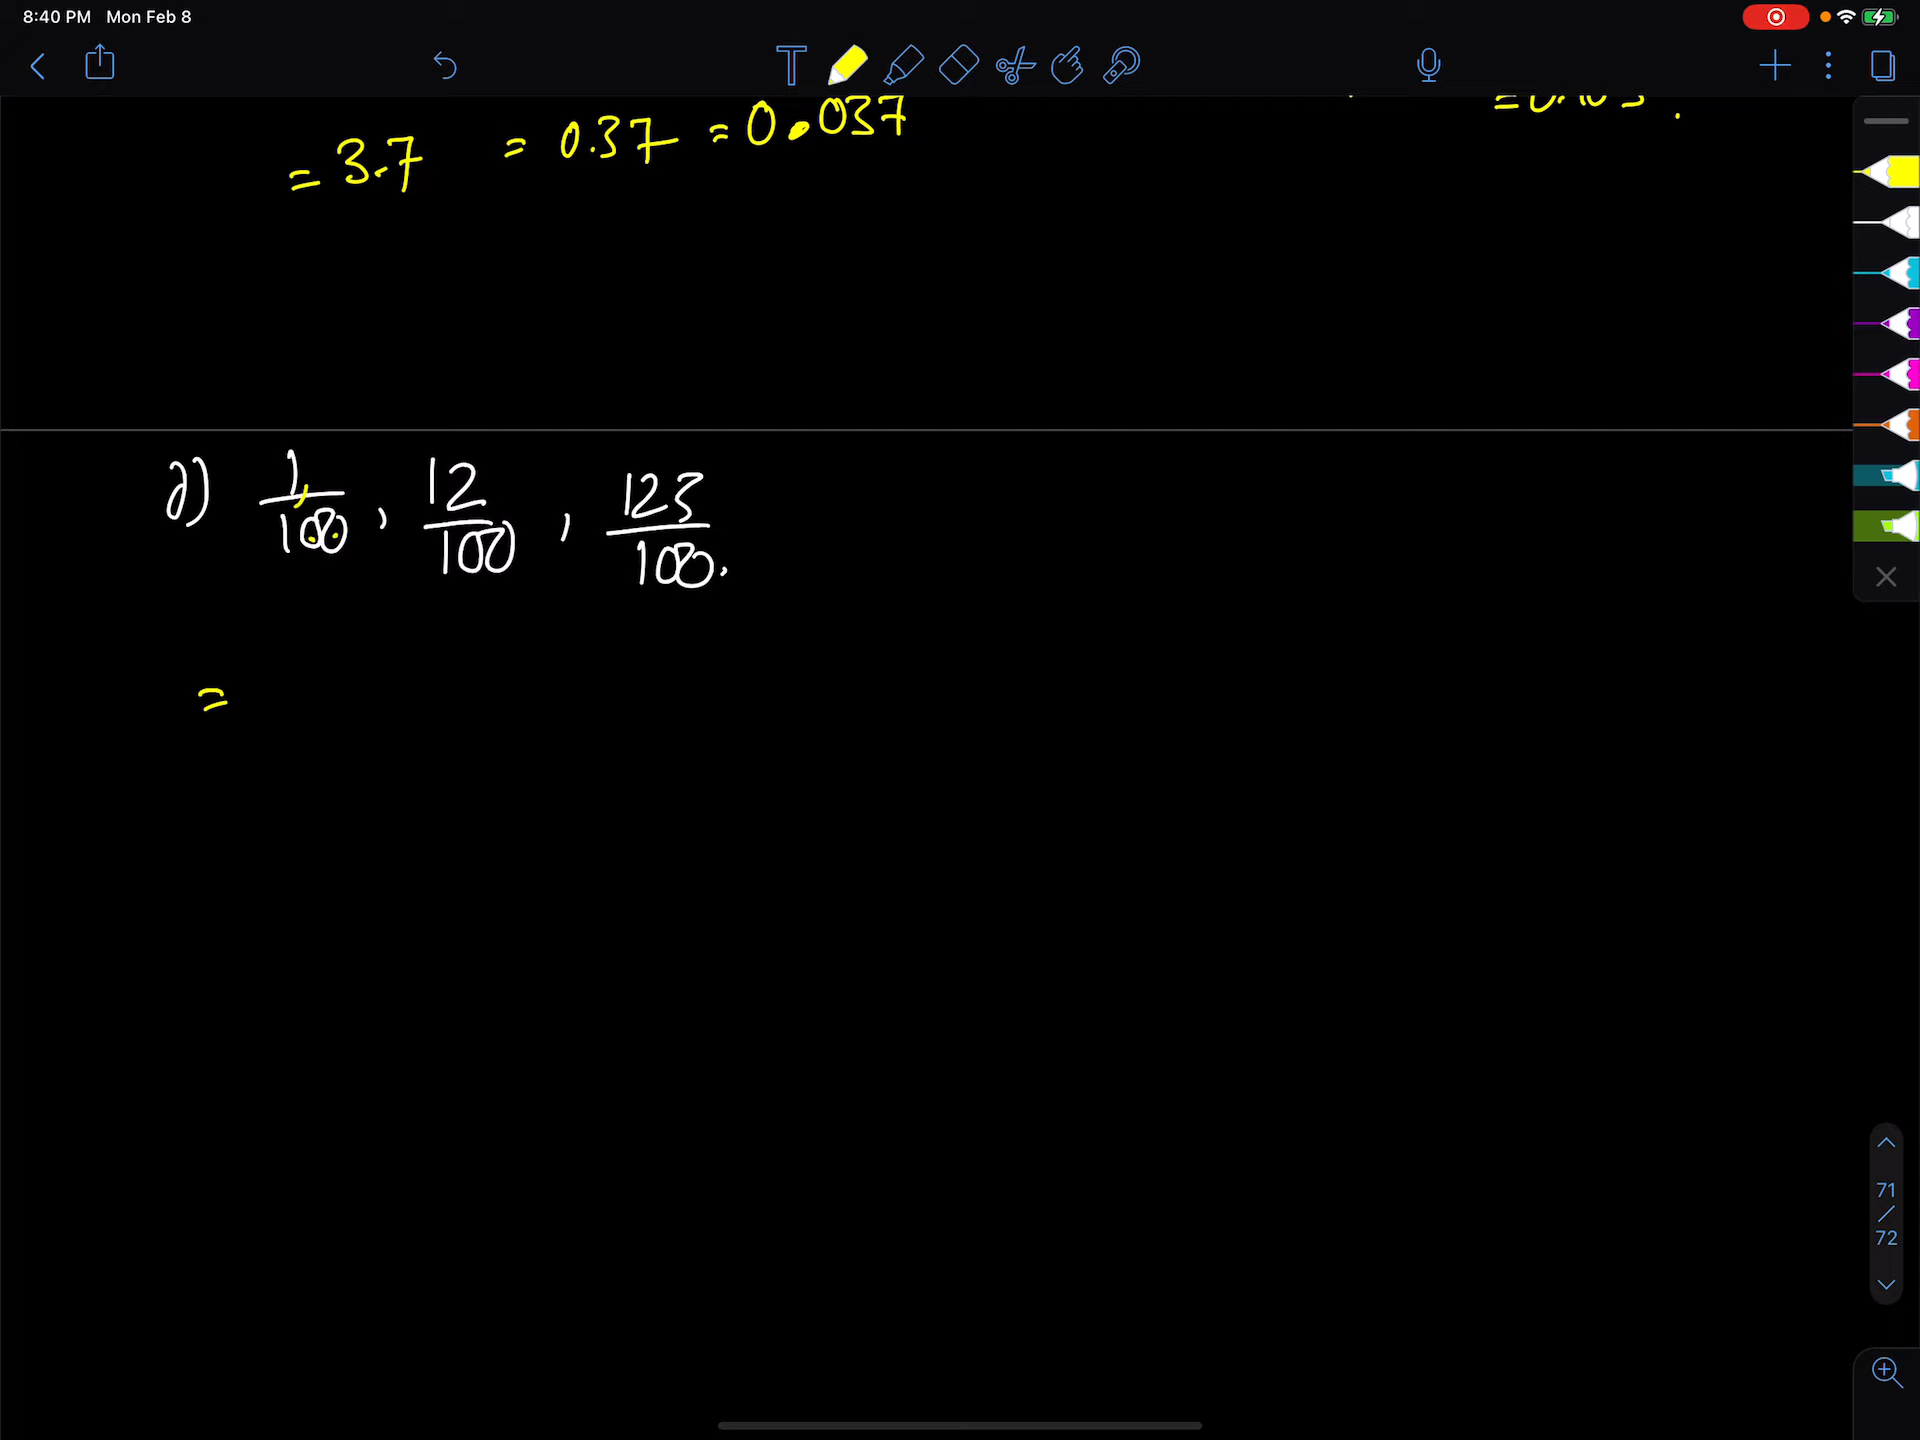 8:40 PM Mon Feb 8
= 3.7 = 0.37 = 0.037
∂) 1/100 , 12/100 , 123/100.
=
71
/
72